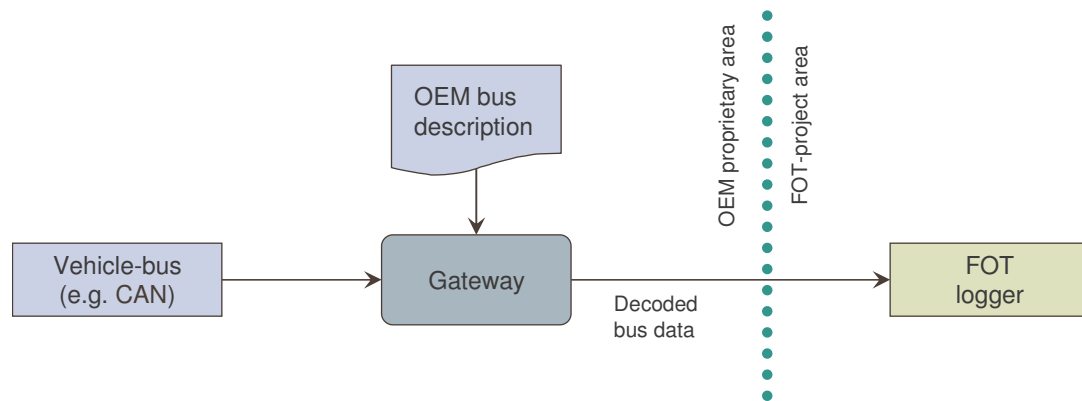 OEM bus
description
OEM proprietary area
FOT-project area
Vehicle-bus
(e.g. CAN)
Gateway
Decoded
bus data
FOT
logger